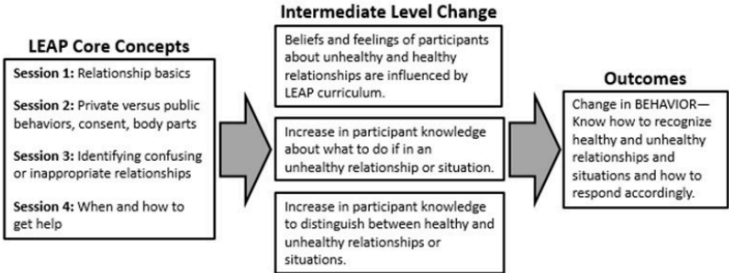 LEAP Core Concepts
Session 1: Relationship basics
Session 2: Private versus public
behaviors, consent, body parts
Session 3: Identifying confusing
or inappropriate relationships
Session 4: When and how to
get help
Intermediate Level Change
Beliefs and feelings of participants
about unhealthy and healthy
relationships are influenced by
LEAP curriculum.
Increase in participant knowledge
about what to do if in an
unhealthy relationship or situation.
Increase in participant knowledge
to distinguish between healthy and
unhealthy relationships or
situations.
Outcomes
Change in BEHAVIOR—
Know how to recognize
healthy and unhealthy
relationships and
situations and how to
respond accordingly.